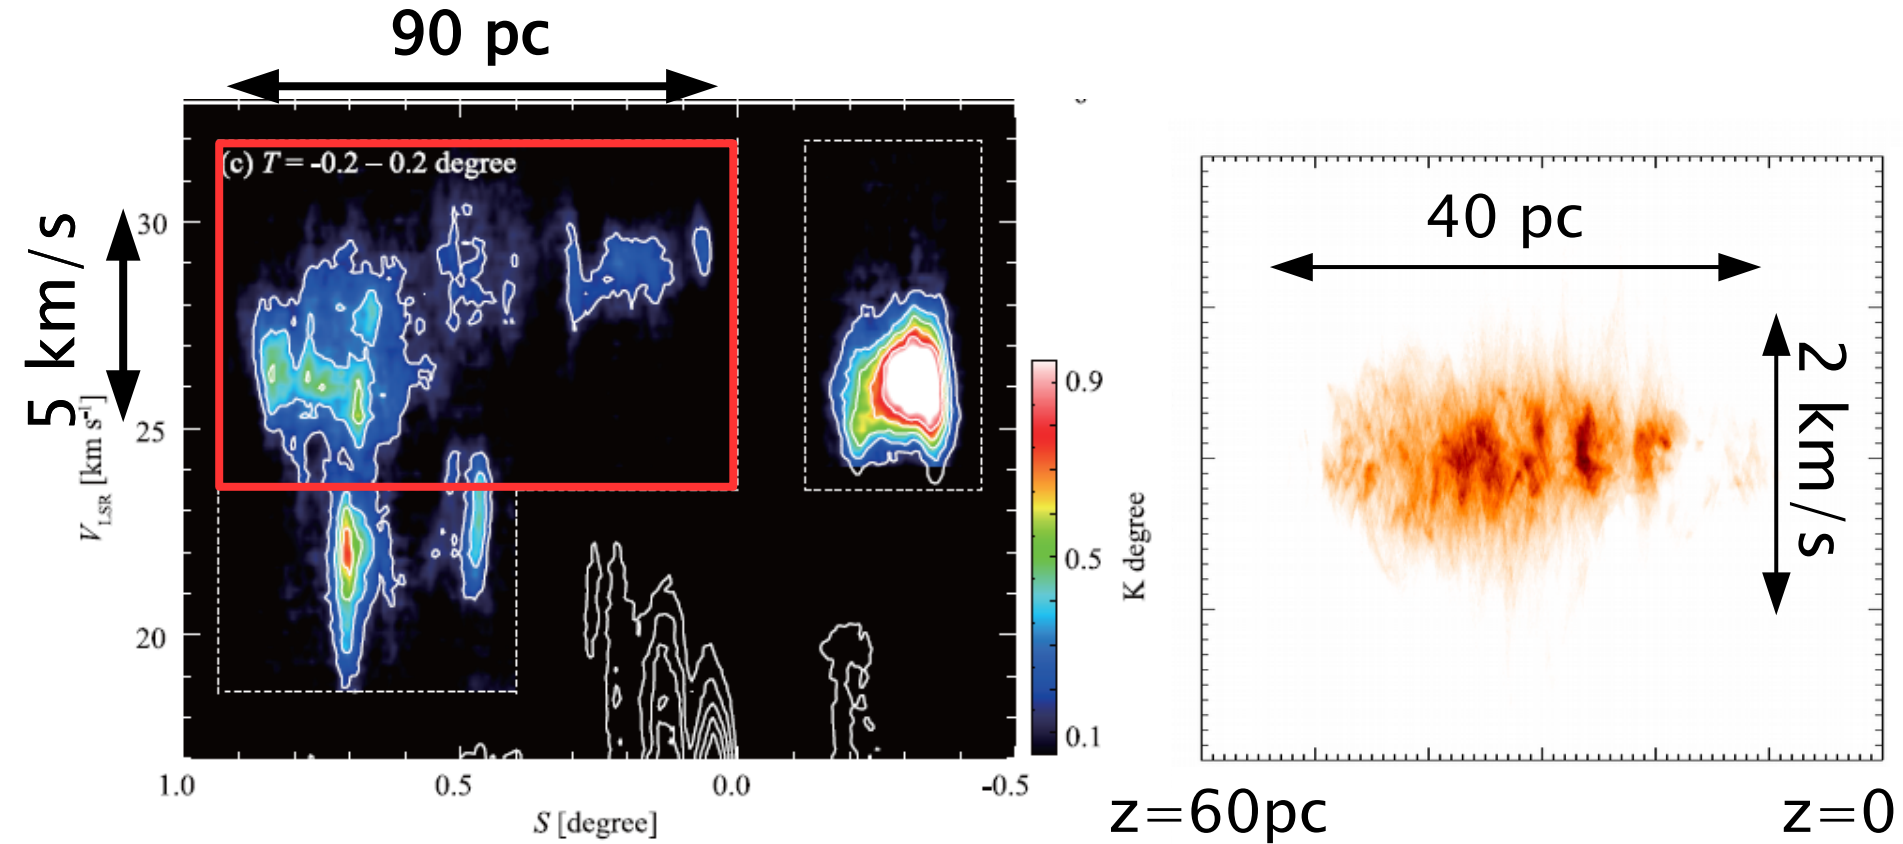 90 pc
(c) T = -0.2 – 0.2 degree
5 km/s
V LSR [km s⁻¹]
30
25
20
1.0
0.5
0.0
-0.5
S [degree]
0.9
0.5
0.1
K degree
40 pc
2 km/s
z=60pc
z=0